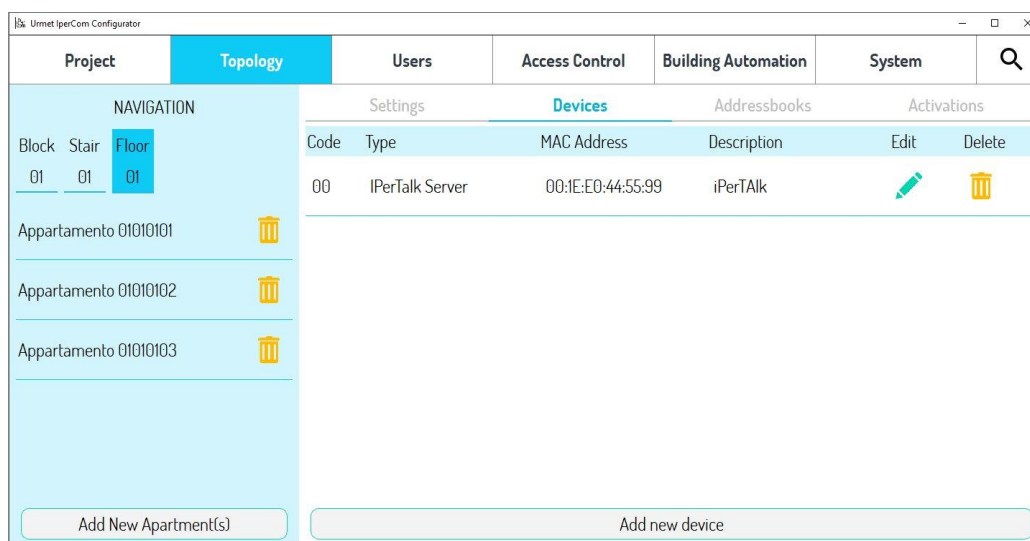 Urmet IperCom Configurator
Project Topology Users Access Control Building Automation System
NAVIGATION
Block Stair Floor
01 01 01
Appartamento 01010101
Appartamento 01010102
Appartamento 01010103
Add New Apartment(s)
Settings Devices Addressbooks Activations
Code Type MAC Address Description Edit Delete
00 IPerTalk Server 00:1E:E0:44:55:99 iPerTAlk
Add new device